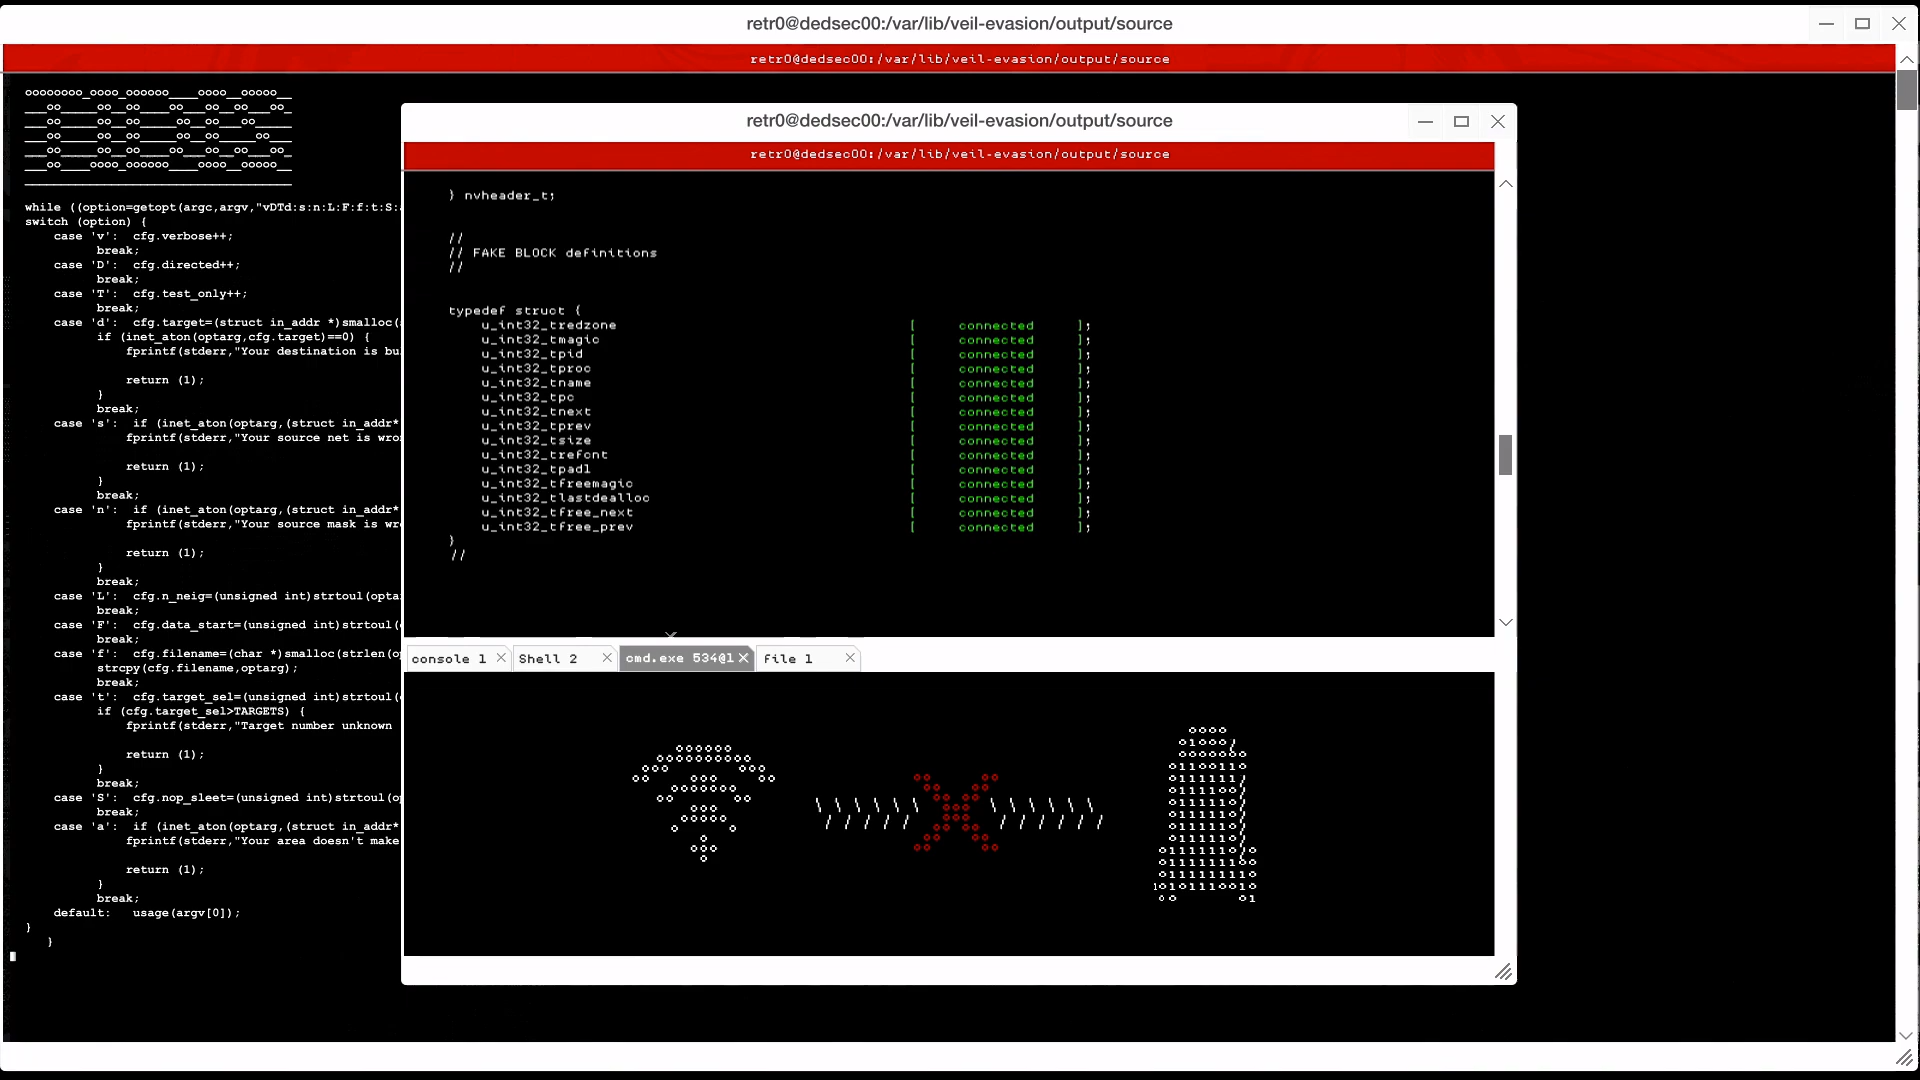 retr0@dedsec00:/var/lib/veil-evasion/output/source
retr0@dedsec00:/var/lib/veil-evasion/output/source
while ((option=getopt(argc,argv,"vDTd:s:n:L:F:f:t:S:
switch (option) {
case 'v': cfg.verbose++;
break;
case 'D': cfg.directed++;
break;
case 'T': cfg.test_only++;
break;
case 'd': cfg.target=(struct in_addr *)smalloc(
if (inet_aton(optarg,cfg.target)==0) {
fprintf(stderr,"Your destination is bu
return (1);
}
break;
case 's': if (inet_aton(optarg,(struct in_addr*
fprintf(stderr,"Your source net is wro
return (1);
}
break;
case 'n': if (inet_aton(optarg,(struct in_addr*
fprintf(stderr,"Your source mask is wr
return (1);
}
break;
case 'L': cfg.n_neig=(unsigned int)strtoul(opta
break;
case 'F': cfg.data_start=(unsigned int)strtoul(
break;
case 'f': cfg.filename=(char *)smalloc(strlen(o
strcpy(cfg.filename,optarg);
break;
case 't': cfg.target_sel=(unsigned int)strtoul(
if (cfg.target_sel>TARGETS) {
fprintf(stderr,"Target number unknown
return (1);
}
break;
case 'S': cfg.nop_sleet=(unsigned int)strtoul(o
break;
case 'a': if (inet_aton(optarg,(struct in_addr*
fprintf(stderr,"Your area doesn't make
return (1);
}
break;
default: usage(argv[0]);
}
}
retr0@dedsec00:/var/lib/veil-evasion/output/source
retr0@dedsec00:/var/lib/veil-evasion/output/source
} nvheader_t;
//
// FAKE BLOCK definitions
//
typedef struct {
u_int32_tredzone [ connected ];
u_int32_tmagic [ connected ];
u_int32_tpid [ connected ];
u_int32_tproc [ connected ];
u_int32_tname [ connected ];
u_int32_tpc [ connected ];
u_int32_tnext [ connected ];
u_int32_tprev [ connected ];
u_int32_tsize [ connected ];
u_int32_trefcnt [ connected ];
u_int32_tpad1 [ connected ];
u_int32_tfreemagic [ connected ];
u_int32_tlastdealloc [ connected ];
u_int32_tfree_next [ connected ];
u_int32_tfree_prev [ connected ];
}
//
console 1 Shell 2 cmd.exe 534@1 File 1